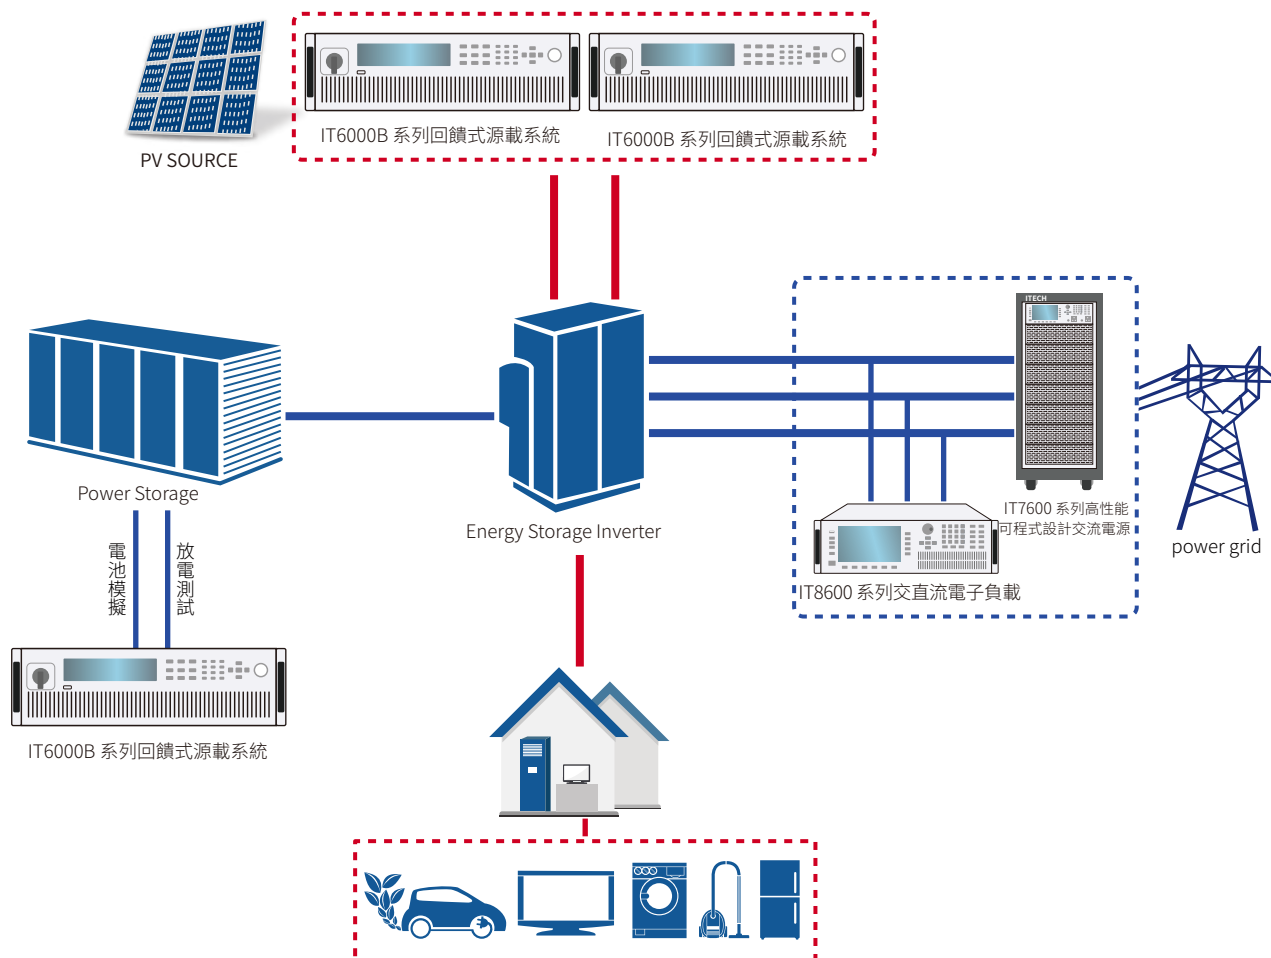 IT6000B 系列回饋式源載系統
IT6000B 系列回饋式源載系統
PV SOURCE
ITECH
Power Storage
Energy Storage Inverter
IT7600 系列高性能
可程式設計交流電源
power grid
IT8600 系列交直流電子負載
電池模擬
放電測試
IT6000B 系列回饋式源載系統